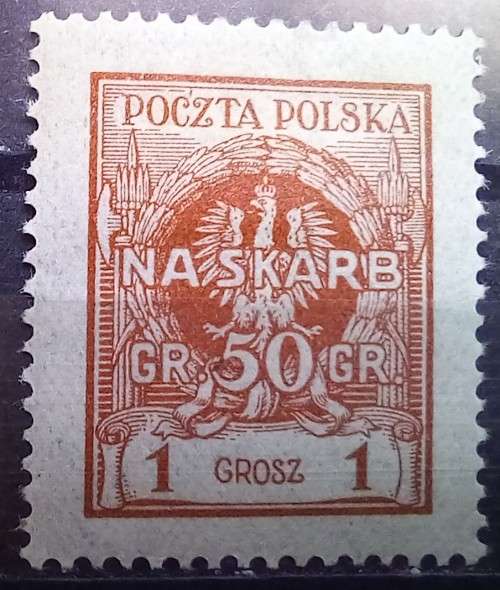 POCZTA POLSKA
NA SKARB
GR. 50 GR.
1 GROSZ 1